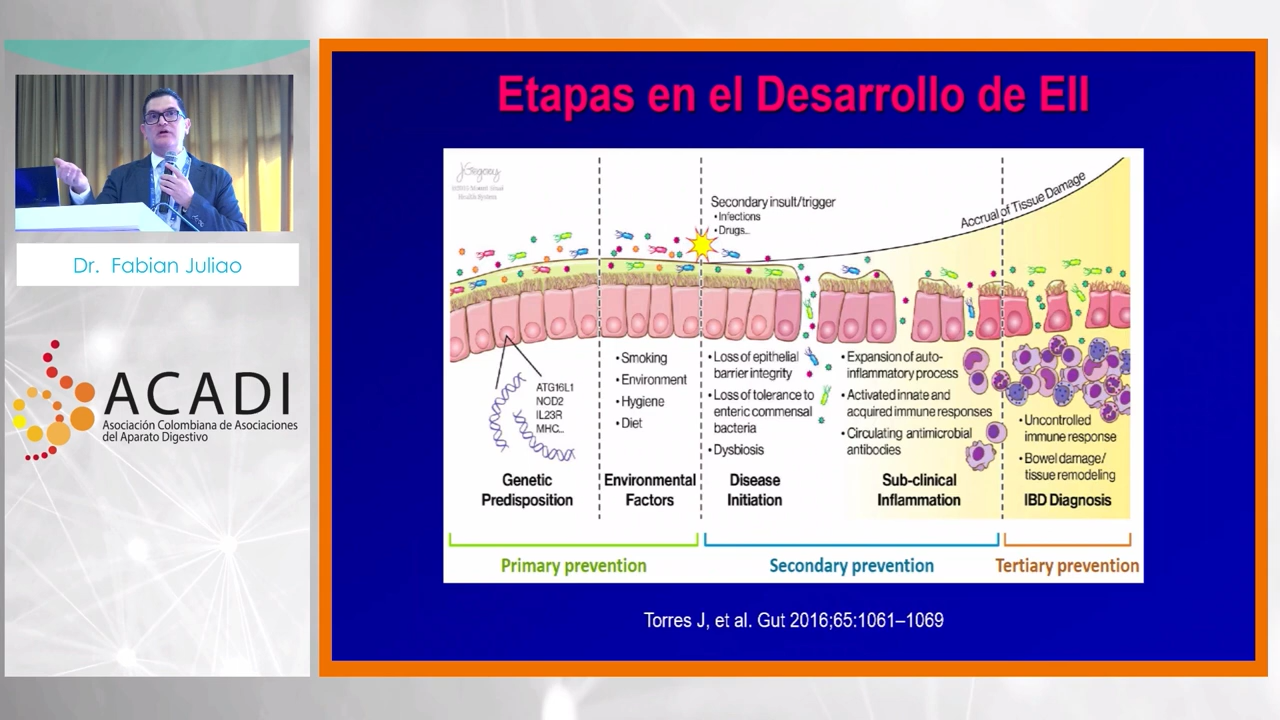 Dr. Fabian Juliao
ACADI
Asociación Colombiana de Asociaciones
del Aparato Digestivo
Etapas en el Desarrollo de EII
Secondary insult/trigger
•Infections
•Drugs...
Accrual of Tissue Damage
ATG16L1
NOD2
IL23R
MHC...
Genetic
Predisposition
•Smoking
•Environment
•Hygiene
•Diet
Environmental
Factors
•Loss of epithelial
barrier integrity
•Loss of tolerance to
enteric commensal
bacteria
•Dysbiosis
Disease
Initiation
•Expansion of auto-
inflammatory process
•Activated innate and
acquired immune responses
•Circulating antimicrobial
antibodies
Sub-clinical
Inflammation
•Uncontrolled
immune response
•Bowel damage/
tissue remodeling
IBD Diagnosis
Primary prevention
Secondary prevention
Tertiary prevention
Torres J, et al. Gut 2016;65:1061–1069